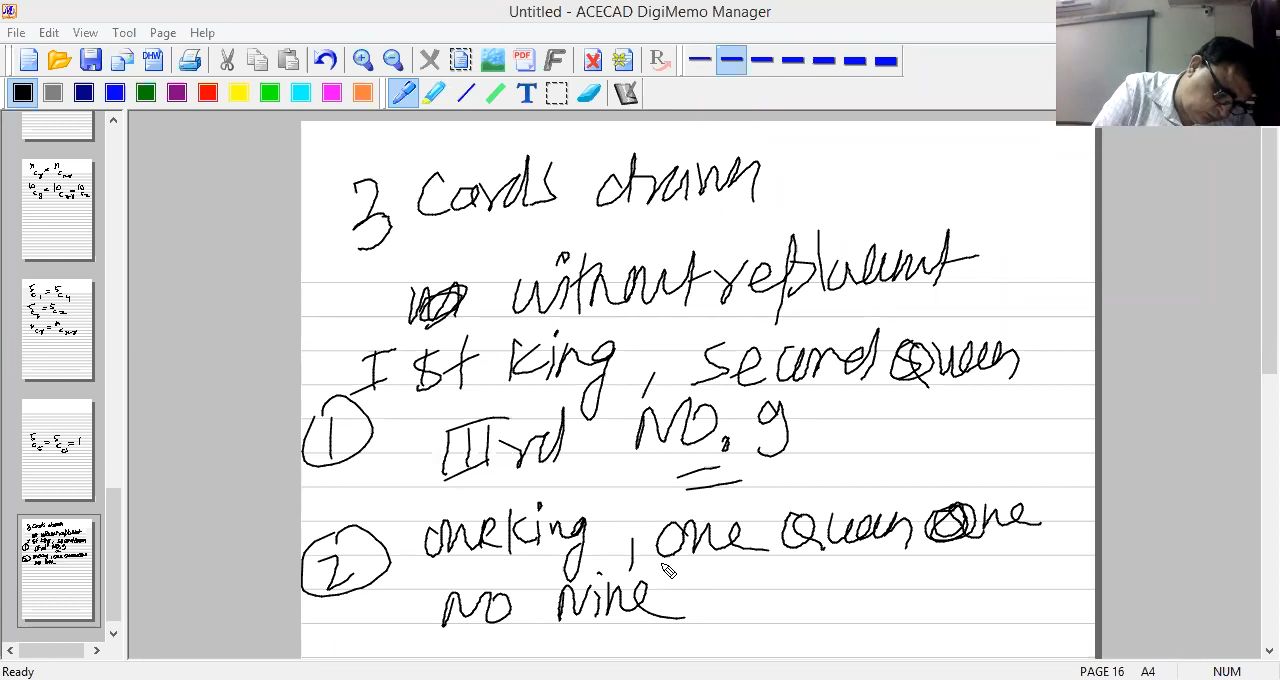 Untitled - ACECAD DigiMemo Manager
File Edit View Tool Page Help
3 Cards drawn
without replacement
Ist king, second Queen
① IIIrd NO. 9
② one king, one Queen one
NO Nine
Ready
PAGE 16 A4 NUM